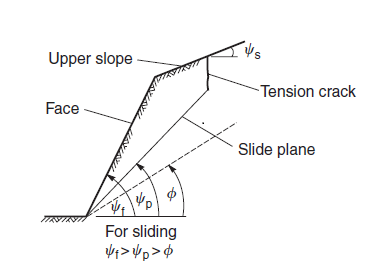 Upper slope
ψs
Tension crack
Face
Slide plane
ψf
ψp
ϕ
For sliding
ψf>ψp>ϕ